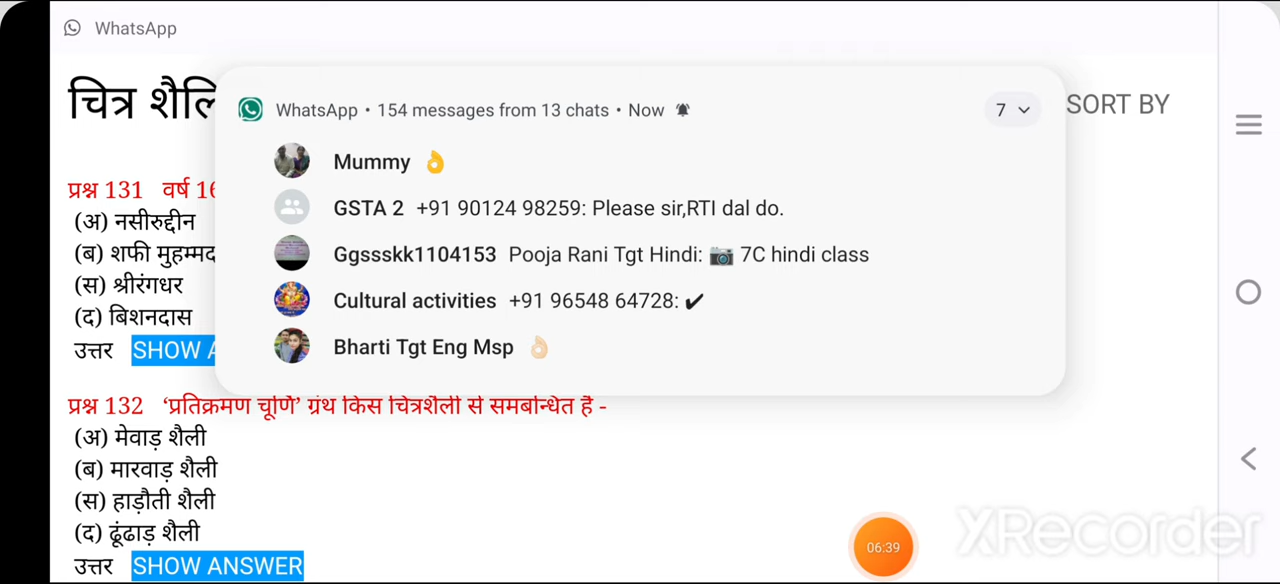 WhatsApp
चित्र शैलि
SORT BY
WhatsApp • 154 messages from 13 chats • Now
7
Mummy 👌
GSTA 2 +91 90124 98259: Please sir,RTI dal do.
Ggssskk1104153 Pooja Rani Tgt Hindi: 📷 7C hindi class
Cultural activities +91 96548 64728: ✔
Bharti Tgt Eng Msp 👌🏻
प्रश्न 131 वर्ष 16
(अ) नसीरुद्दीन
(ब) शफी मुहम्मद
(स) श्रीरंगधर
(द) बिशनदास
उत्तर SHOW A
प्रश्न 132 ‘प्रतिक्रमण चूर्णि’ ग्रंथ किस चित्रशैली से समबन्धित है -
(अ) मेवाड़ शैली
(ब) मारवाड़ शैली
(स) हाड़ौती शैली
(द) ढूंढाड़ शैली
उत्तर SHOW ANSWER
06:39
XRecorder